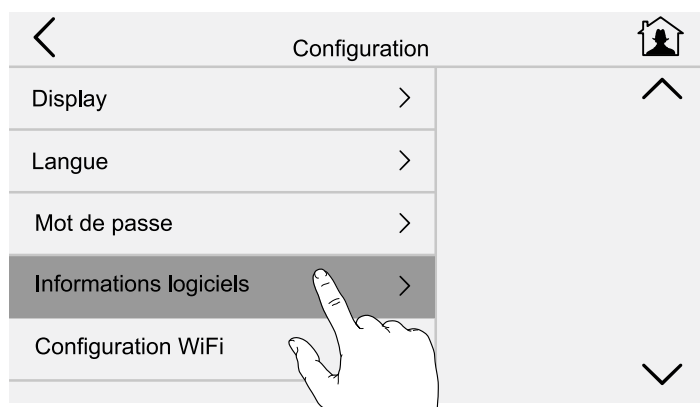 Configuration
Display
Langue
Mot de passe
Informations logiciels
Configuration WiFi